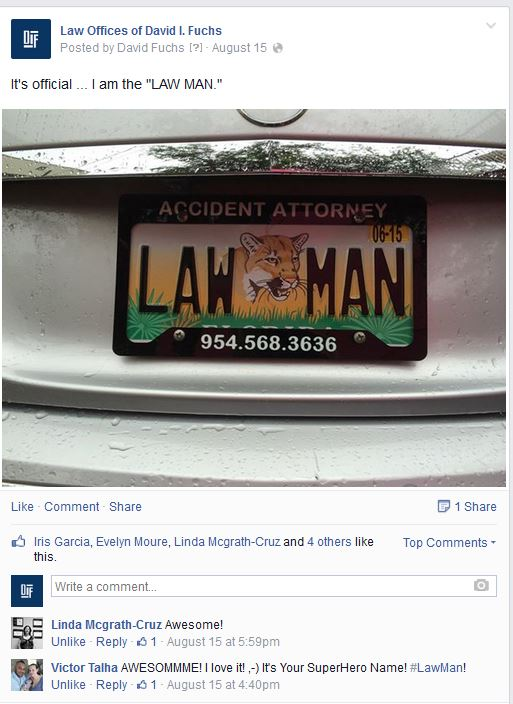 DIF
Law Offices of David I. Fuchs
Posted by David Fuchs [?] · August 15
It's official ... I am the "LAW MAN."
ACCIDENT ATTORNEY
06-15
LAW MAN
FLORIDA
954.568.3636
Like · Comment · Share
1 Share
Iris Garcia, Evelyn Moure, Linda Mcgrath-Cruz and 4 others like this.
Top Comments
DIF
Write a comment...
Linda Mcgrath-Cruz Awesome!
Unlike · Reply · 1 · August 15 at 5:59pm
Victor Talha AWESOMMME! I love it! ,-) It's Your SuperHero Name! #LawMan!
Unlike · Reply · 1 · August 15 at 4:40pm